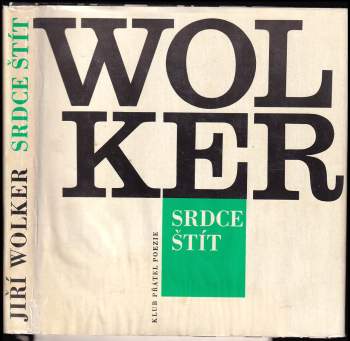 JIŘÍ WOLKER SRDCE ŠTÍT
WOL
KER
SRDCE
ŠTÍT
KLUB PŘÁTEL POEZIE